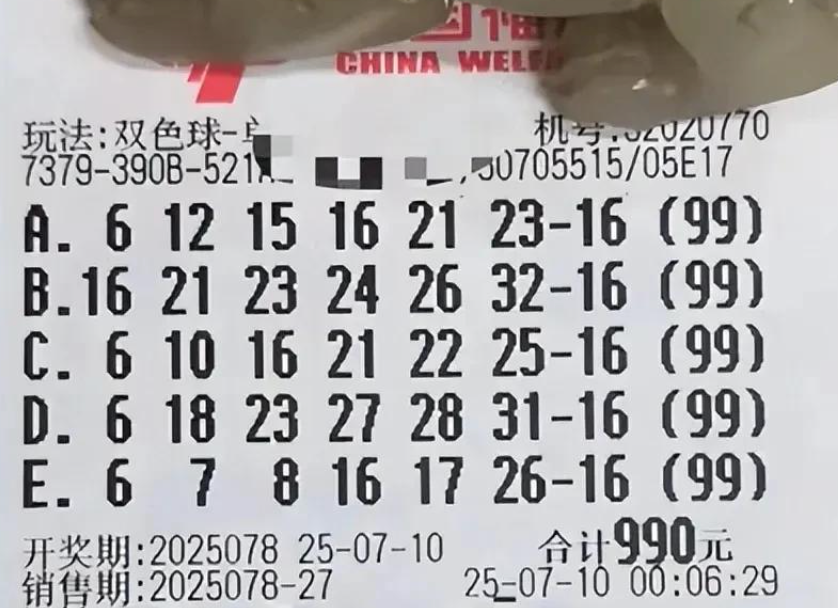 CHINA WELF
玩法:双色球-单
机号:32020770
7379-390B-521 30705515/05E17
A. 6 12 15 16 21 23-16 (99)
B.16 21 23 24 26 32-16 (99)
C. 6 10 16 21 22 25-16 (99)
D. 6 18 23 27 28 31-16 (99)
E. 6 7 8 16 17 26-16 (99)
开奖期:2025078 25-07-10 合计990元
销售期:2025078-27 25-07-10 00:06:29